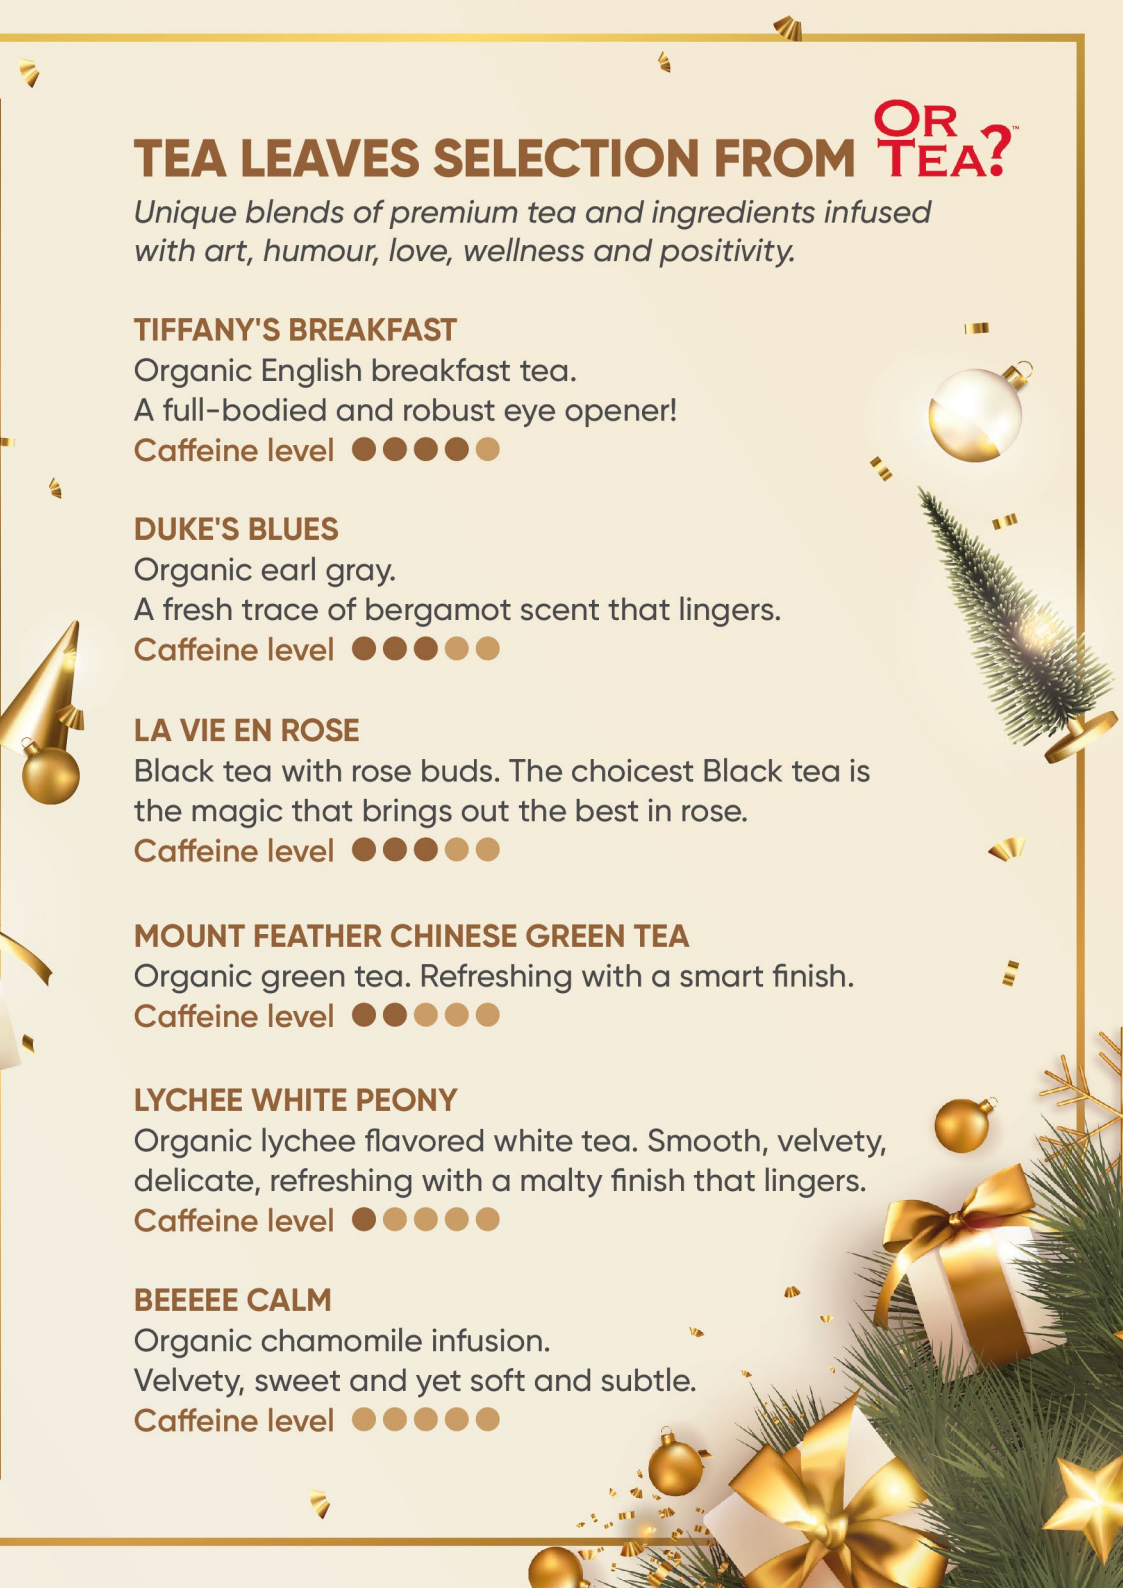 TEA LEAVES SELECTION FROM OR TEA?™
Unique blends of premium tea and ingredients infused
with art, humour, love, wellness and positivity.
TIFFANY'S BREAKFAST
Organic English breakfast tea.
A full-bodied and robust eye opener!
Caffeine level
DUKE'S BLUES
Organic earl gray.
A fresh trace of bergamot scent that lingers.
Caffeine level
LA VIE EN ROSE
Black tea with rose buds. The choicest Black tea is
the magic that brings out the best in rose.
Caffeine level
MOUNT FEATHER CHINESE GREEN TEA
Organic green tea. Refreshing with a smart finish.
Caffeine level
LYCHEE WHITE PEONY
Organic lychee flavored white tea. Smooth, velvety,
delicate, refreshing with a malty finish that lingers.
Caffeine level
BEEEEE CALM
Organic chamomile infusion.
Velvety, sweet and yet soft and subtle.
Caffeine level